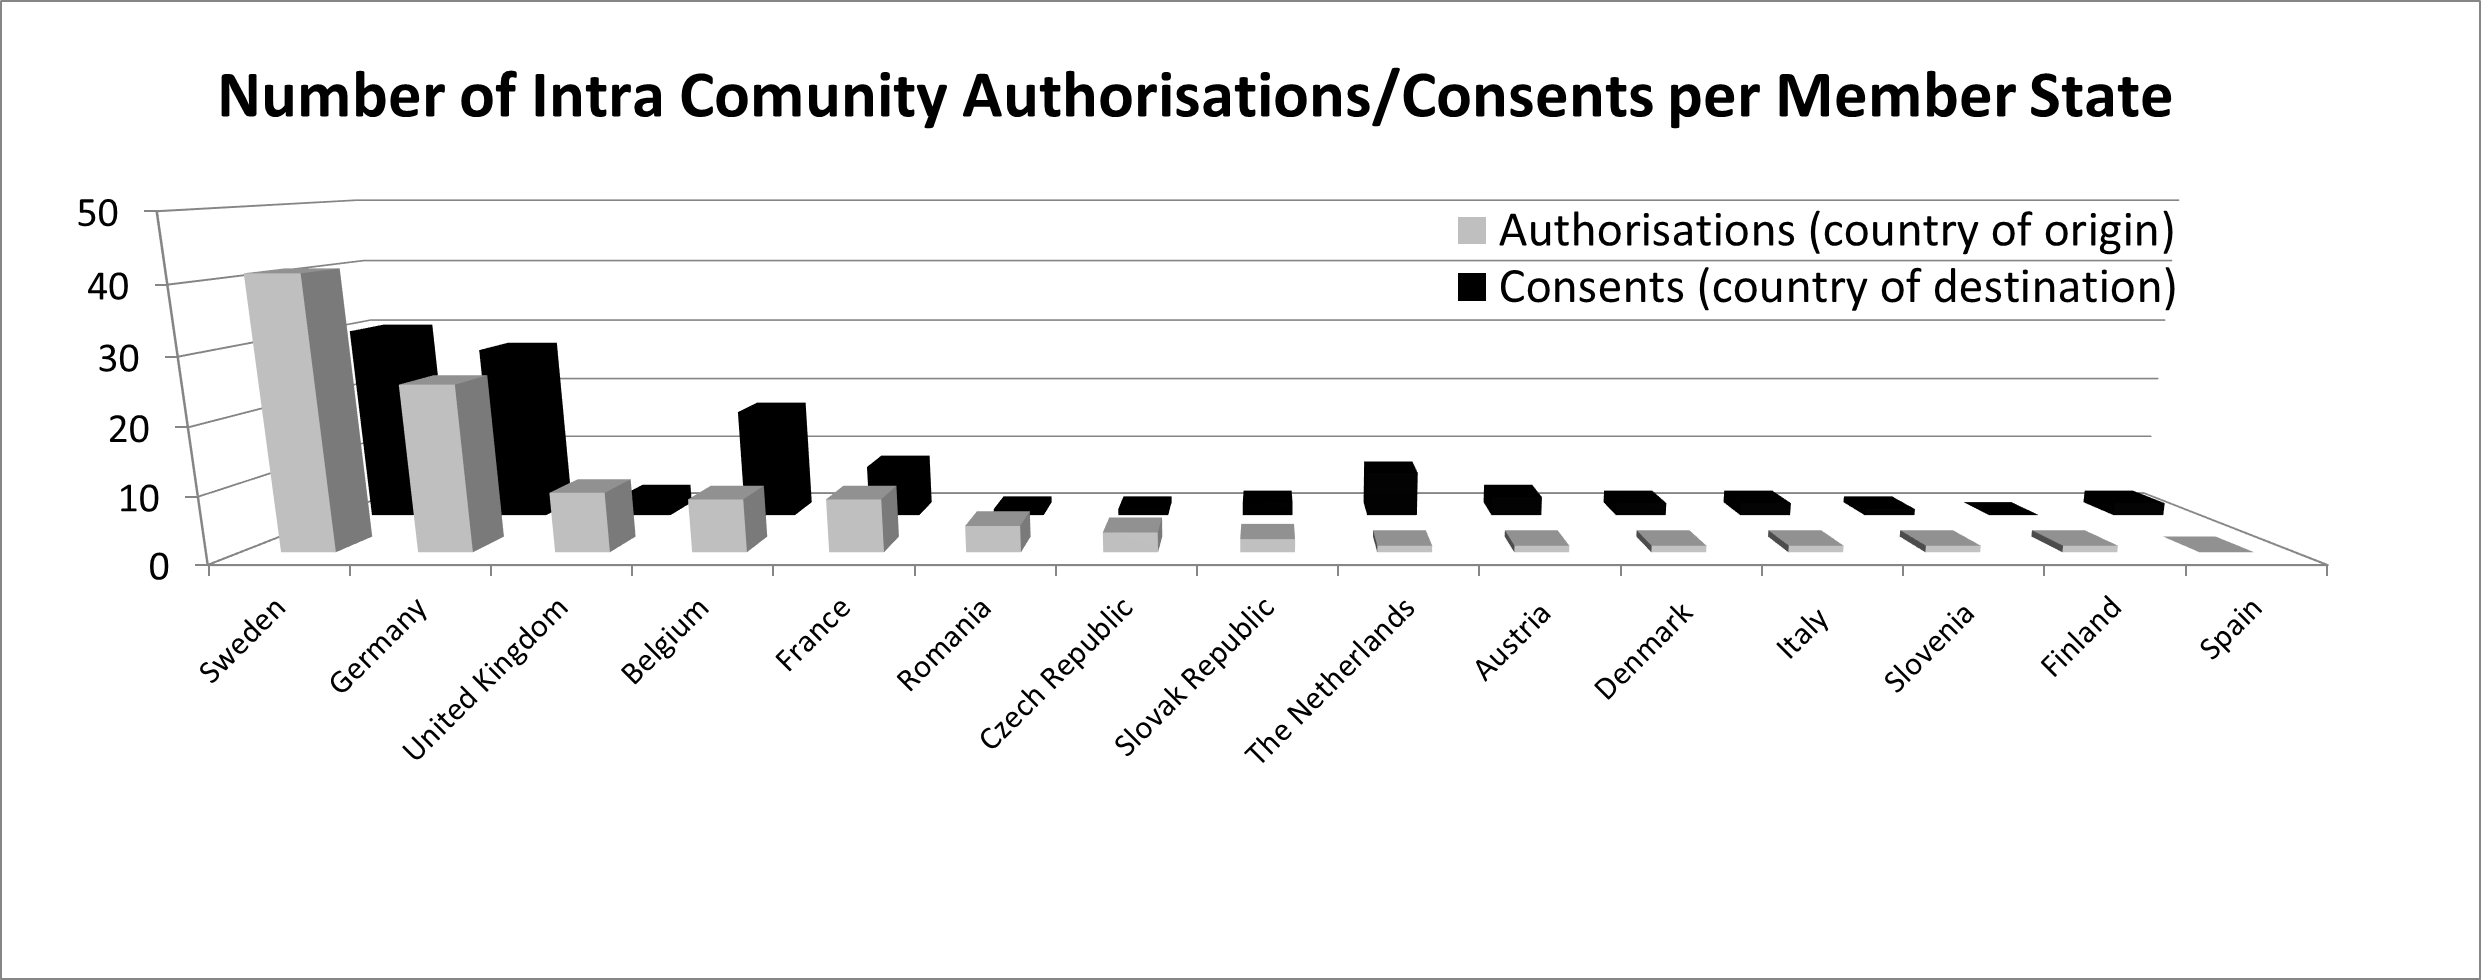 Number of Intra Comunity Authorisations/Consents per Member State
50
Authorisations (country of origin)
40
Consents (country of destination)
30
20
10
0
Sweden
Germany
United Kingdom
Belgium
France
Romania
Czech Republic
Slovak Republic
The Netherlands
Austria
Denmark
Italy
Slovenia
Finland
Spain